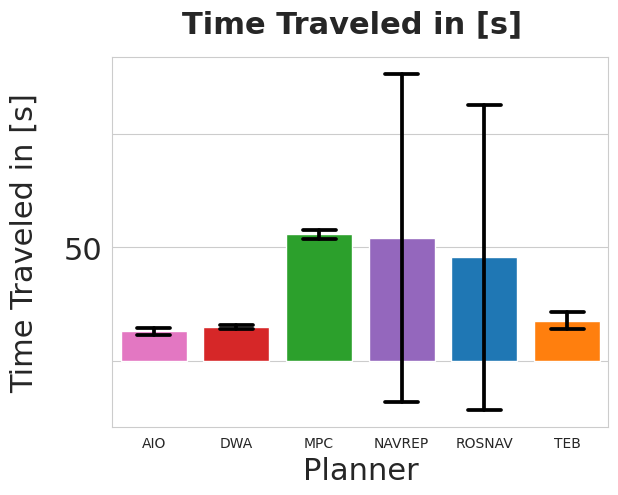 Time Traveled in [s]
Time Traveled in [s]
50
AIO DWA MPC NAVREP ROSNAV TEB
Planner